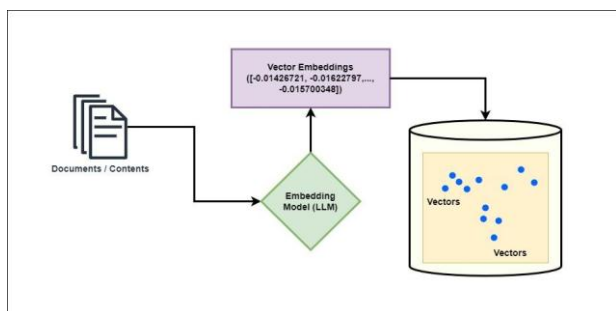 Vector Embeddings
([-0.01426721, -0.01622797,...,
-0.015700348])
Documents / Contents
Embedding
Model (LLM)
Vectors
Vectors